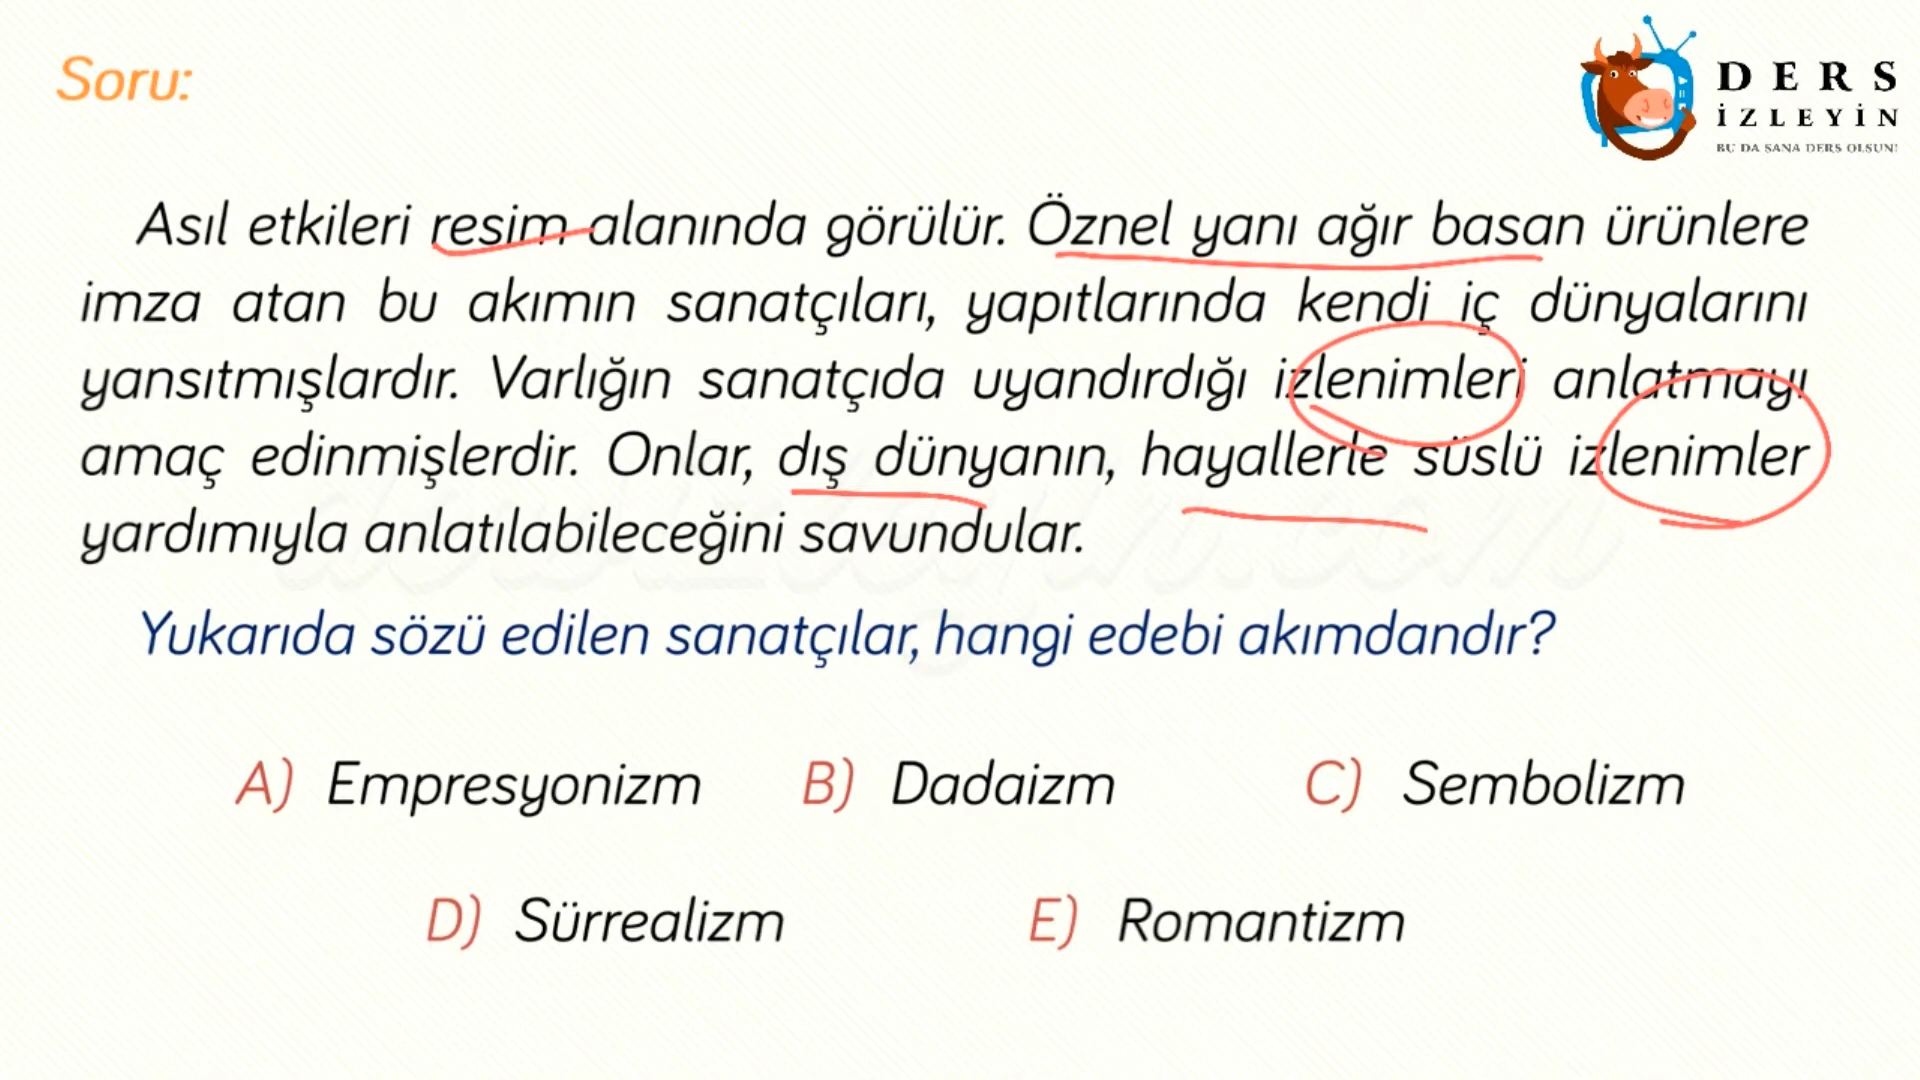 Soru:
DERS
İZLEYİN
BU DA SANA DERS OLSUN!
Asıl etkileri resim alanında görülür. Öznel yanı ağır basan ürünlere
imza atan bu akımın sanatçıları, yapıtlarında kendi iç dünyalarını
yansıtmışlardır. Varlığın sanatçıda uyandırdığı izlenimleri anlatmayı
amaç edinmişlerdir. Onlar, dış dünyanın, hayallerle süslü izlenimler
yardımıyla anlatılabileceğini savundular.
Yukarıda sözü edilen sanatçılar, hangi edebi akımdandır?
A) Empresyonizm B) Dadaizm C) Sembolizm
D) Sürrealizm E) Romantizm